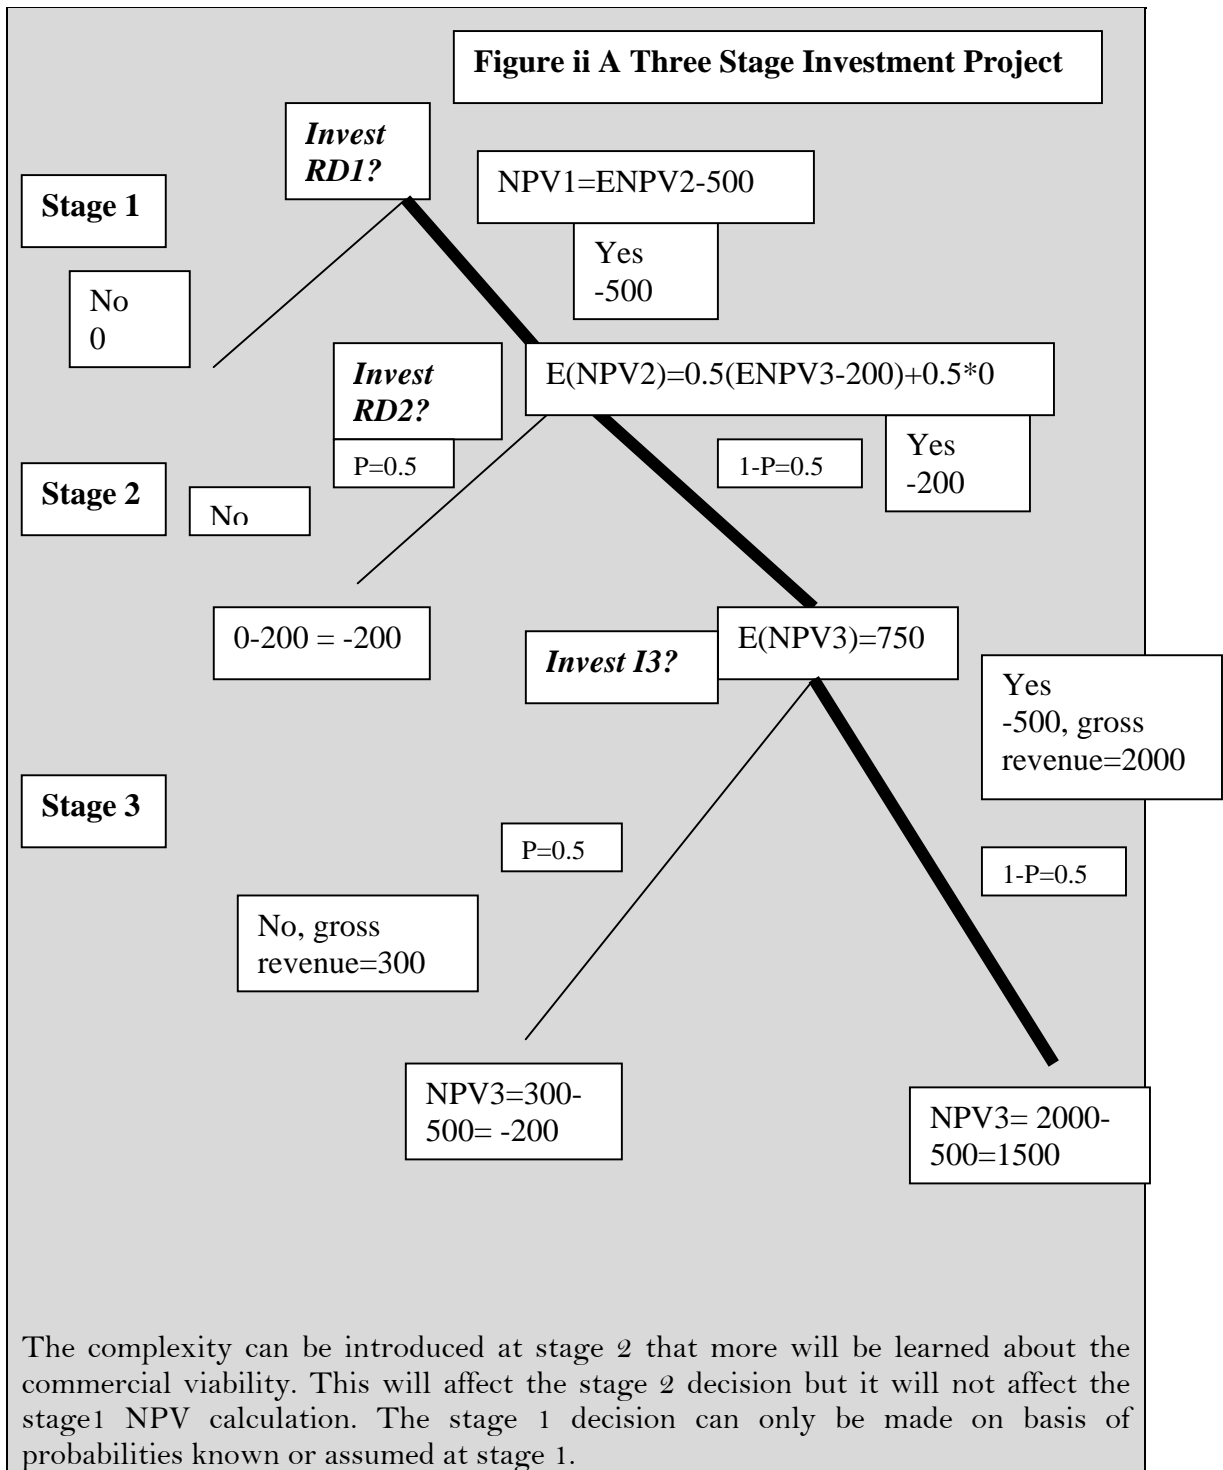 Figure ii A Three Stage Investment Project
Invest
RD1?
NPV1=ENPV2-500
Stage 1
Yes
-500
No
0
Invest
RD2?
E(NPV2)=0.5(ENPV3-200)+0.5*0
P=0.5
1-P=0.5
Yes
-200
Stage 2
No
0-200 = -200
Invest I3?
E(NPV3)=750
Yes
-500, gross
revenue=2000
Stage 3
P=0.5
1-P=0.5
No, gross
revenue=300
NPV3=300-
500= -200
NPV3= 2000-
500=1500
The complexity can be introduced at stage 2 that more will be learned about the
commercial viability. This will affect the stage 2 decision but it will not affect the
stage1 NPV calculation. The stage 1 decision can only be made on basis of
probabilities known or assumed at stage 1.